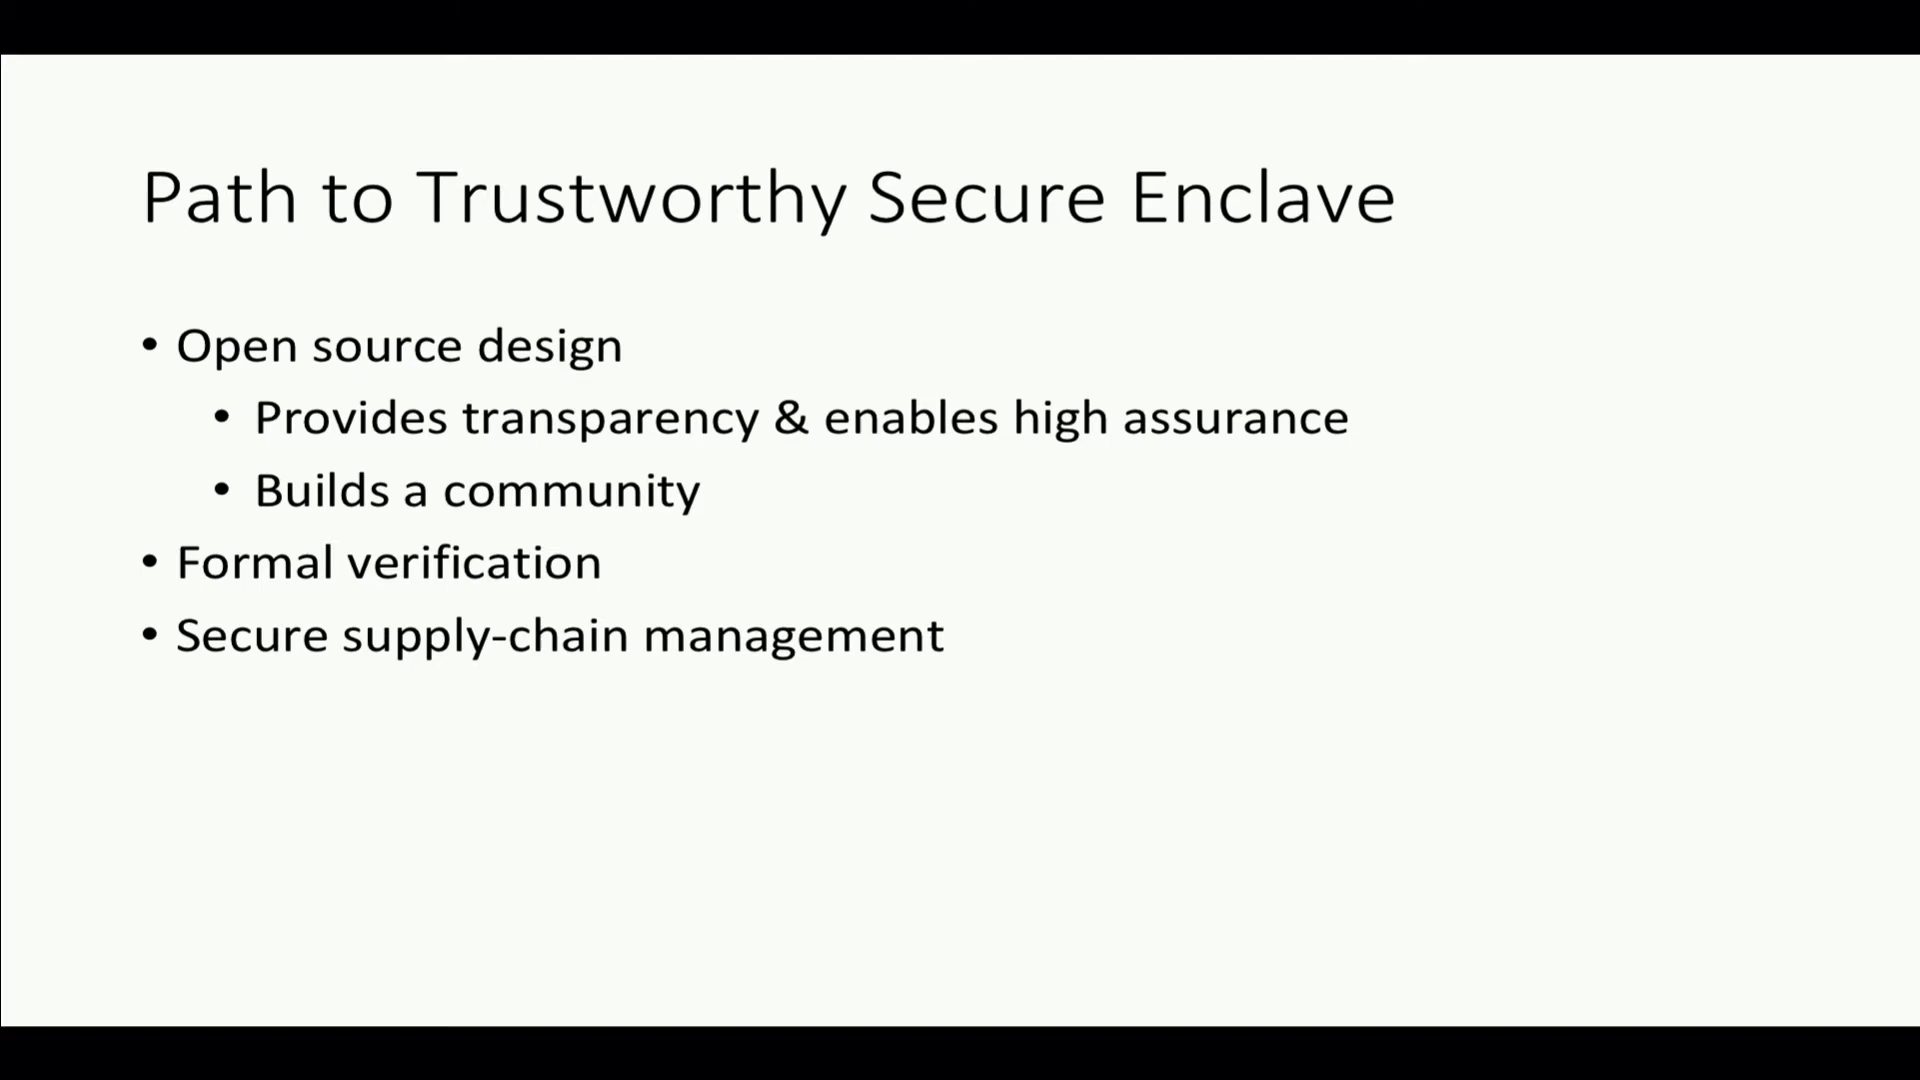 Path to Trustworthy Secure Enclave
• Open source design
• Provides transparency & enables high assurance
• Builds a community
• Formal verification
• Secure supply-chain management